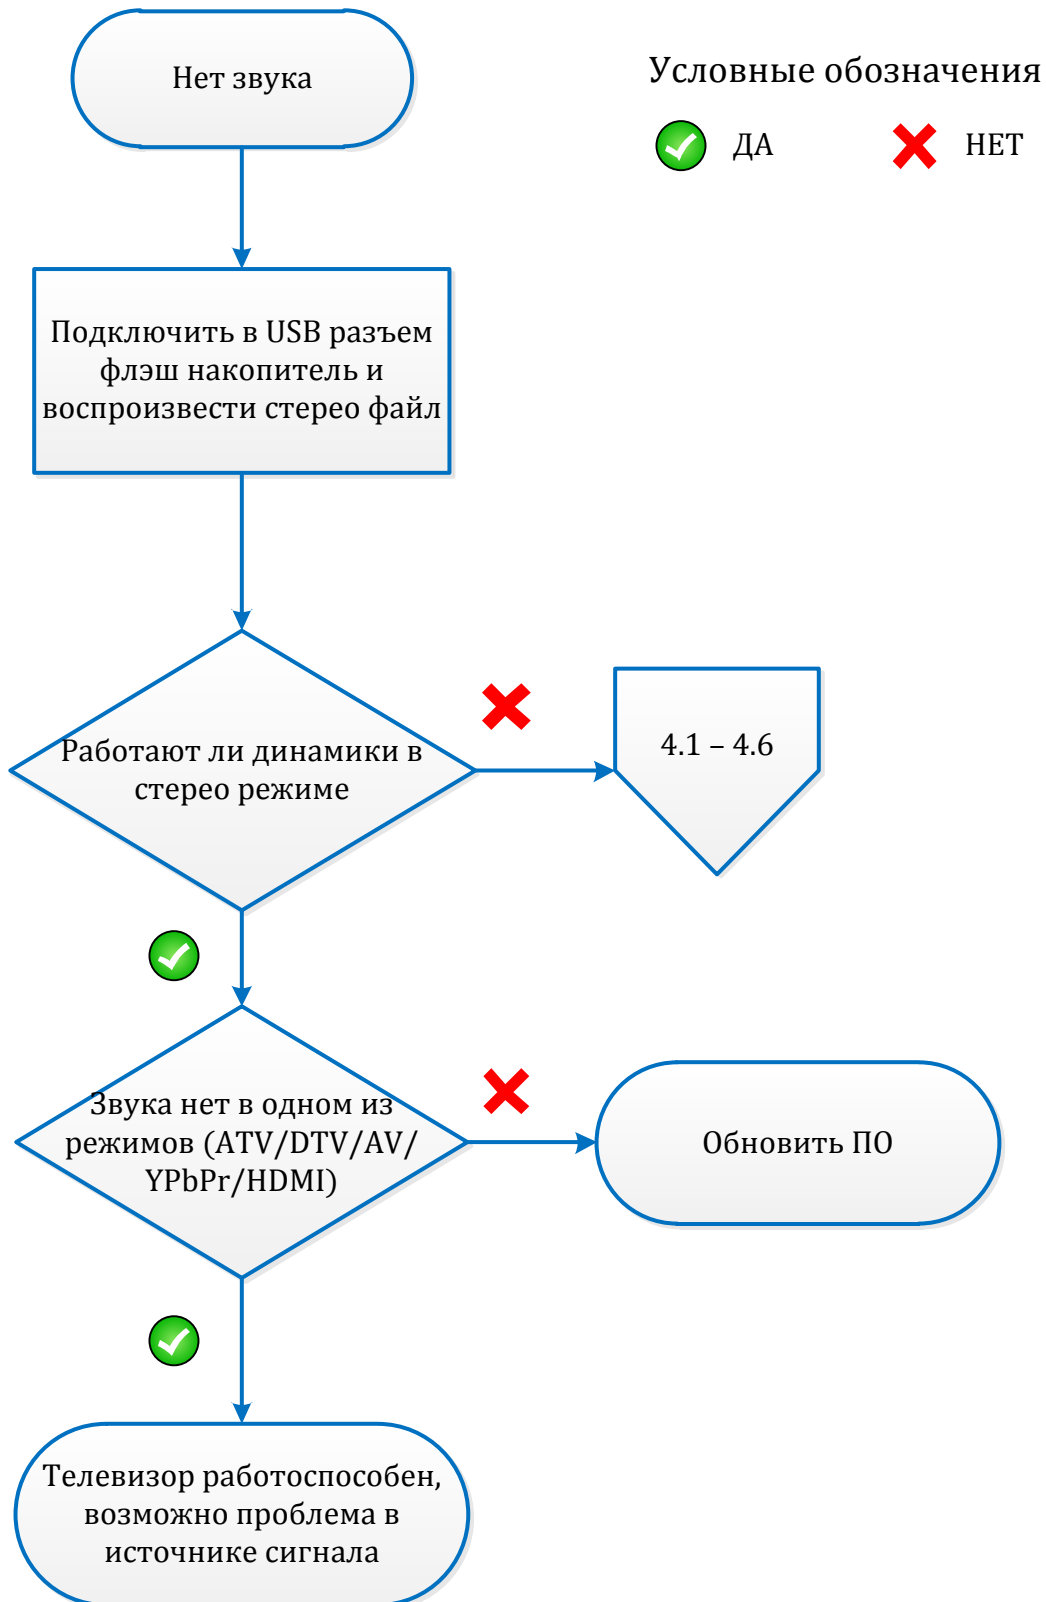 Нет звука
Условные обозначения
ДА
НЕТ
Подключить в USB разъем
флэш накопитель и
воспроизвести стерео файл
Работают ли динамики в
стерео режиме
4.1 – 4.6
Звука нет в одном из
режимов (ATV/DTV/AV/
YPbPr/HDMI)
Обновить ПО
Телевизор работоспособен,
возможно проблема в
источнике сигнала